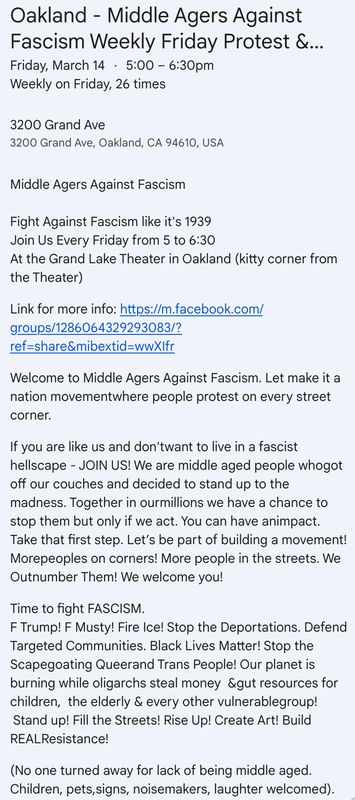 Oakland - Middle Agers Against
Fascism Weekly Friday Protest &...
Friday, March 14 · 5:00 – 6:30pm
Weekly on Friday, 26 times
3200 Grand Ave
3200 Grand Ave, Oakland, CA 94610, USA
Middle Agers Against Fascism
Fight Against Fascism like it's 1939
Join Us Every Friday from 5 to 6:30
At the Grand Lake Theater in Oakland (kitty corner from
the Theater)
Link for more info: https://m.facebook.com/
groups/1286064329293083/?
ref=share&mibextid=wwXIfr
Welcome to Middle Agers Against Fascism. Let make it a
nation movementwhere people protest on every street
corner.
If you are like us and don'twant to live in a fascist
hellscape - JOIN US! We are middle aged people whogot
off our couches and decided to stand up to the
madness. Together in ourmillions we have a chance to
stop them but only if we act. You can have animpact.
Take that first step. Let's be part of building a movement!
Morepeoples on corners! More people in the streets. We
Outnumber Them! We welcome you!
Time to fight FASCISM.
F Trump! F Musty! Fire Ice! Stop the Deportations. Defend
Targeted Communities. Black Lives Matter! Stop the
Scapegoating Queerand Trans People! Our planet is
burning while oligarchs steal money &gut resources for
children, the elderly & every other vulnerablegroup!
Stand up! Fill the Streets! Rise Up! Create Art! Build
REALResistance!
(No one turned away for lack of being middle aged.
Children, pets,signs, noisemakers, laughter welcomed).